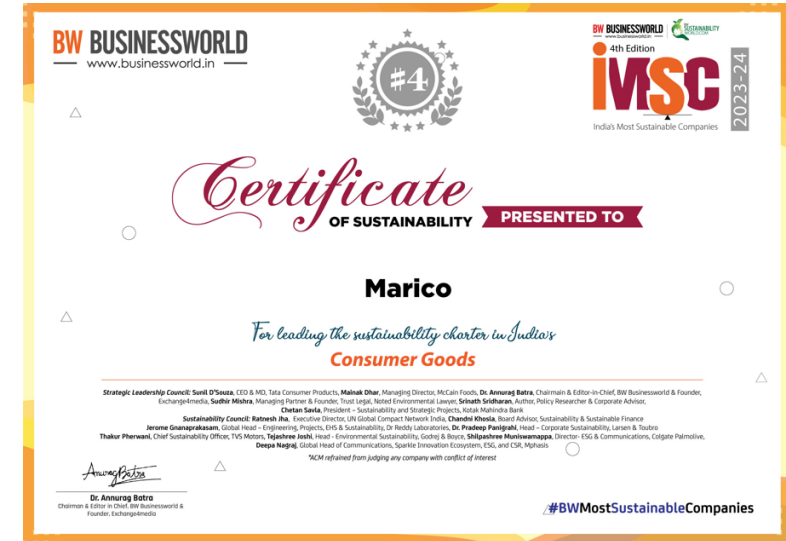 BW BUSINESSWORLD
www.businessworld.in
#4
BW BUSINESSWORLD
www.businessworld.in
SUSTAINABILITY
WORLD.COM
4th Edition
iMSC
2023-24
India's Most Sustainable Companies
Certificate
OF SUSTAINABILITY
PRESENTED TO
Marico
For leading the sustainability charter in India's
Consumer Goods
Strategic Leadership Council: Sunil D'Souza, CEO & MD, Tata Consumer Products, Mainak Dhar, Managing Director, McCain Foods, Dr. Annurag Batra, Chairmain & Editor-in-Chief, BW Businessworld & Founder,
Exchange4media, Sudhir Mishra, Managing Partner & Founder, Trust Legal, Noted Environmental Lawyer, Srinath Sridharan, Author, Policy Researcher & Corporate Advisor,
Chetan Savla, President – Sustainability and Strategic Projects, Kotak Mahindra Bank
Sustainability Council: Ratnesh Jha, Executive Director, UN Global Compact Network India, Chandni Khosla, Board Advisor, Sustainability & Sustainable Finance
Jerome Gnanaprakasam, Global Head – Engineering, Projects, EHS & Sustainability, Dr Reddy Laboratories, Dr. Pradeep Panigrahi, Head – Corporate Sustainability, Larsen & Toubro
Thakur Pherwani, Chief Sustainability Officer, TVS Motors, Tejashree Joshi, Head - Environmental Sustainability, Godrej & Boyce, Shilpashree Muniswamappa, Director- ESG & Communications, Colgate Palmolive,
Deepa Nagraj, Global Head of Communications, Sparkle Innovation Ecosystem, ESG, and CSR, Mphasis
*ACM refrained from judging any company with conflict of interest
Annurag Batra
Dr. Annurag Batra
Chairman & Editor in Chief, BW Businessworld &
Founder, Exchange4media
#BWMostSustainableCompanies